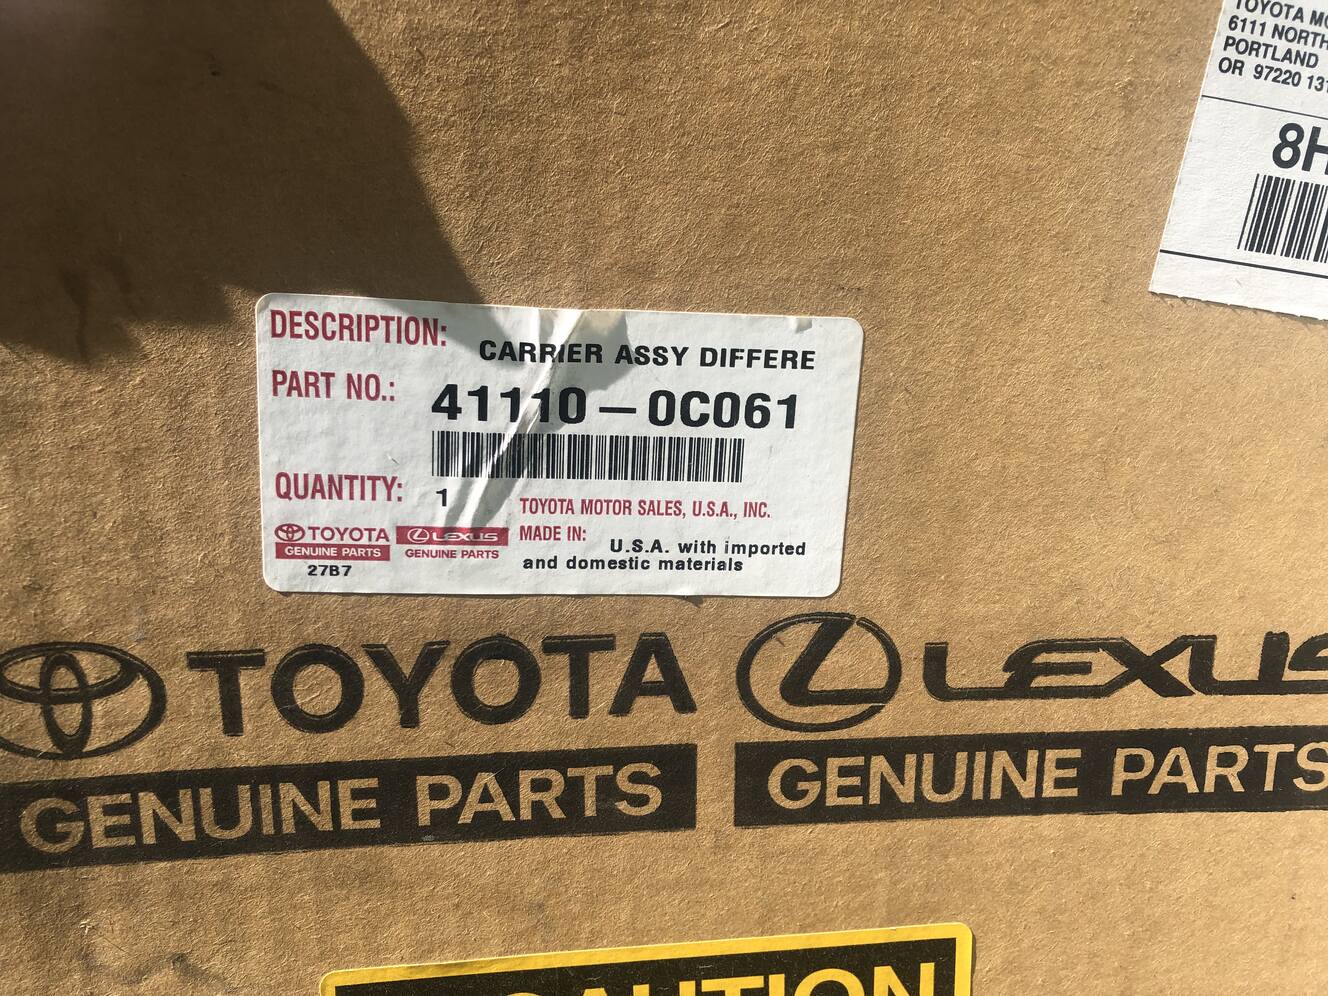 TOYOTA
6111 NORTH
PORTLAND
OR 97220
8H
DESCRIPTION: CARRIER ASSY DIFFERE
PART NO.: 41110-0C061
QUANTITY: 1
TOYOTA MOTOR SALES, U.S.A., INC.
MADE IN: U.S.A. with imported
and domestic materials
TOYOTA
GENUINE PARTS
LEXUS
GENUINE PARTS
27B7
TOYOTA
GENUINE PARTS
LEXUS
GENUINE PARTS
CAUTION